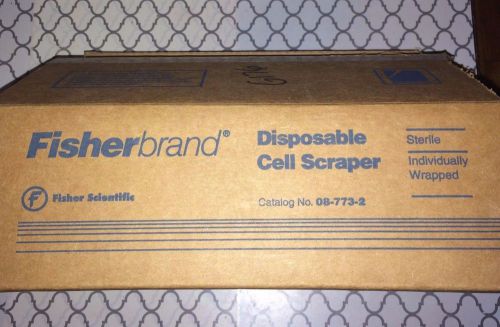 Fisherbrand®
Disposable
Cell Scraper
Sterile
Individually
Wrapped
F Fisher Scientific
Catalog No. 08-773-2